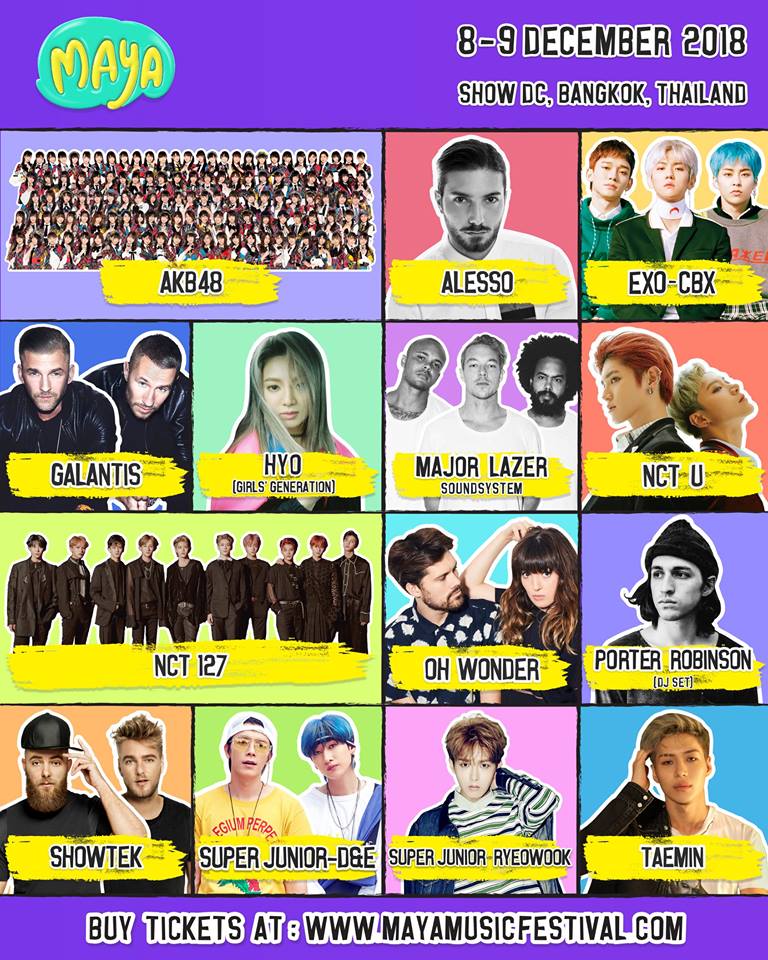 MAYA
8-9 DECEMBER 2018
SHOW DC, BANGKOK, THAILAND
AKB48
ALESSO
EXO-CBX
GALANTIS
HYO
(GIRLS' GENERATION)
MAJOR LAZER
SOUNDSYSTEM
NCT U
NCT 127
OH WONDER
PORTER ROBINSON
(DJ SET)
SHOWTEK
EGIUM PERPE
SUPER JUNIOR-D&E
SUPER JUNIOR-RYEOWOOK
TAEMIN
BUY TICKETS AT : WWW.MAYAMUSICFESTIVAL.COM